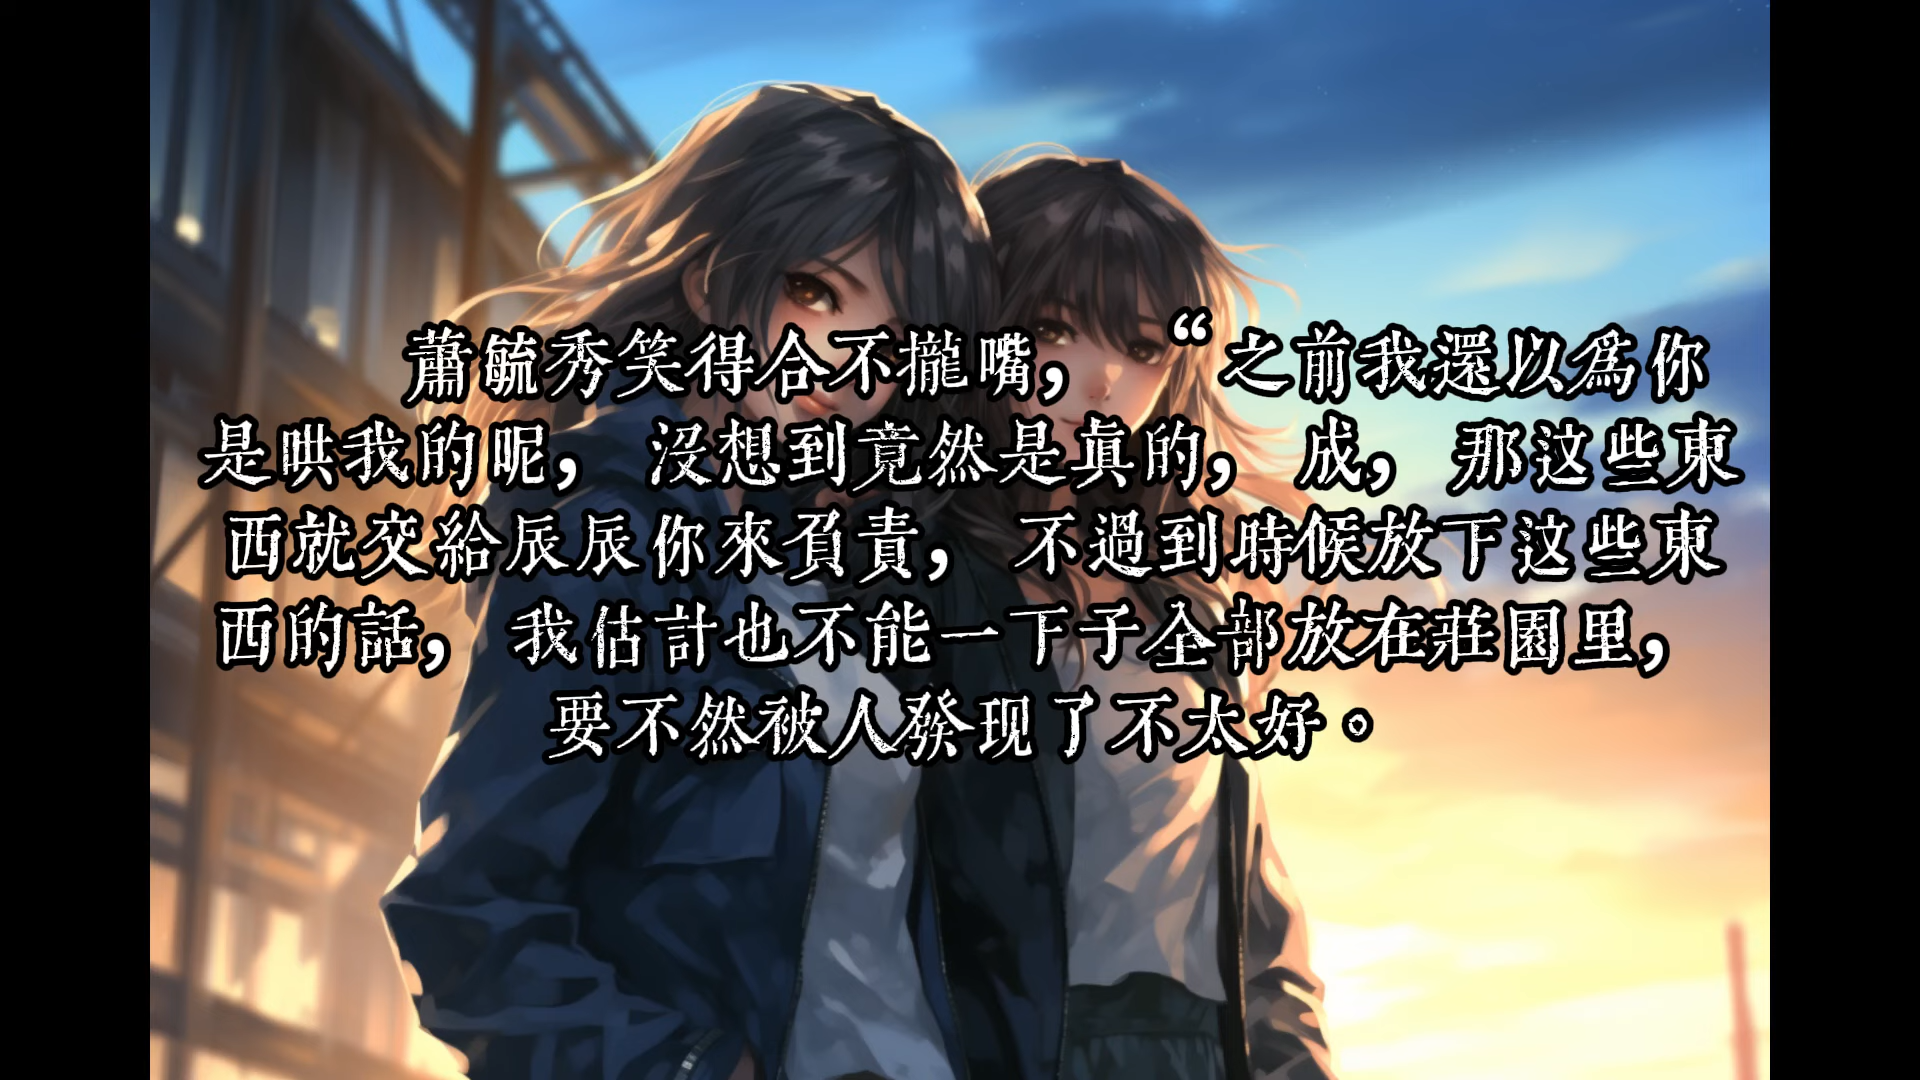 蕭毓秀笑得合不攏嘴，“之前我還以爲你
是哄我的呢，沒想到竟然是真的，成，那这些東
西就交給辰辰你來負責，不過到時候放下这些東
西的話，我估計也不能一下子全部放在莊園里，
要不然被人發现了不太好。